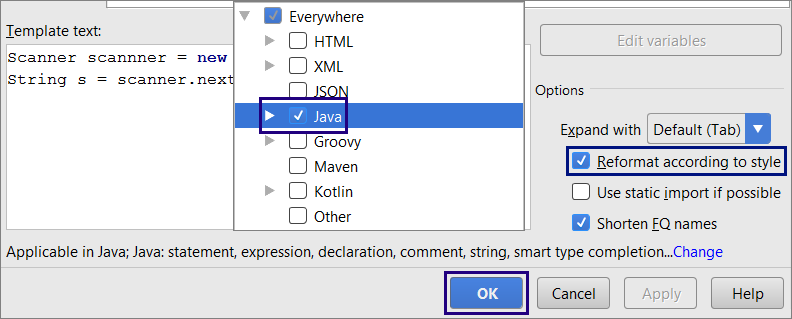 Everywhere
Template text:
HTML
Edit variables
Scanner scannner = new
String s = scanner.next
XML
JSON
Options
Java
Expand with Default (Tab)
Groovy
Reformat according to style
Maven
Kotlin
Use static import if possible
Other
Shorten FQ names
Applicable in Java; Java: statement, expression, declaration, comment, string, smart type completion...Change
OK
Cancel
Apply
Help